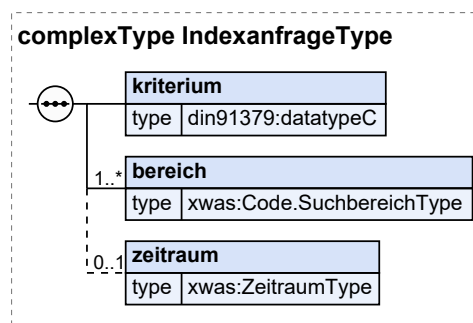 complexType IndexanfrageType
kriterium
type din91379:datatypeC
1..* bereich
type xwas:Code.SuchbereichType
0..1 zeitraum
type xwas:ZeitraumType